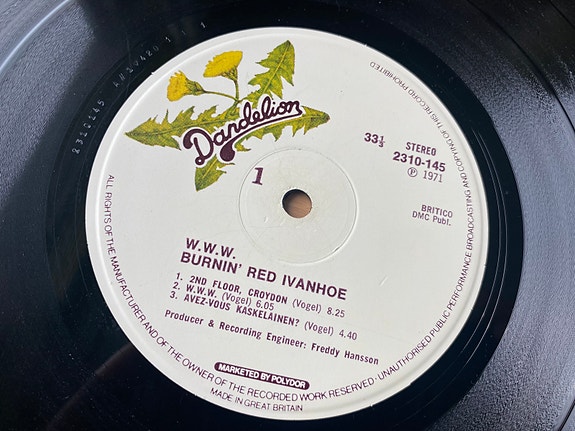 Dandelion
1
33⅓
STEREO
2310-145
Ⓟ 1971
BRITICO
DMC Publ.
W.W.W.
BURNIN' RED IVANHOE
1. 2ND FLOOR, CROYDON (Vogel) 8.25
2. W.W.W. (Vogel) 6.05
3. AVEZ-VOUS KASKELAINEN? (Vogel) 4.40
Producer & Recording Engineer: Freddy Hansson
MARKETED BY POLYDOR
MADE IN GREAT BRITAIN
ALL RIGHTS OF THE MANUFACTURER AND OF THE OWNER OF THE RECORDED WORK RESERVED · UNAUTHORISED PUBLIC PERFORMANCE BROADCASTING AND COPYING OF THIS RECORD PROHIBITED
2310145